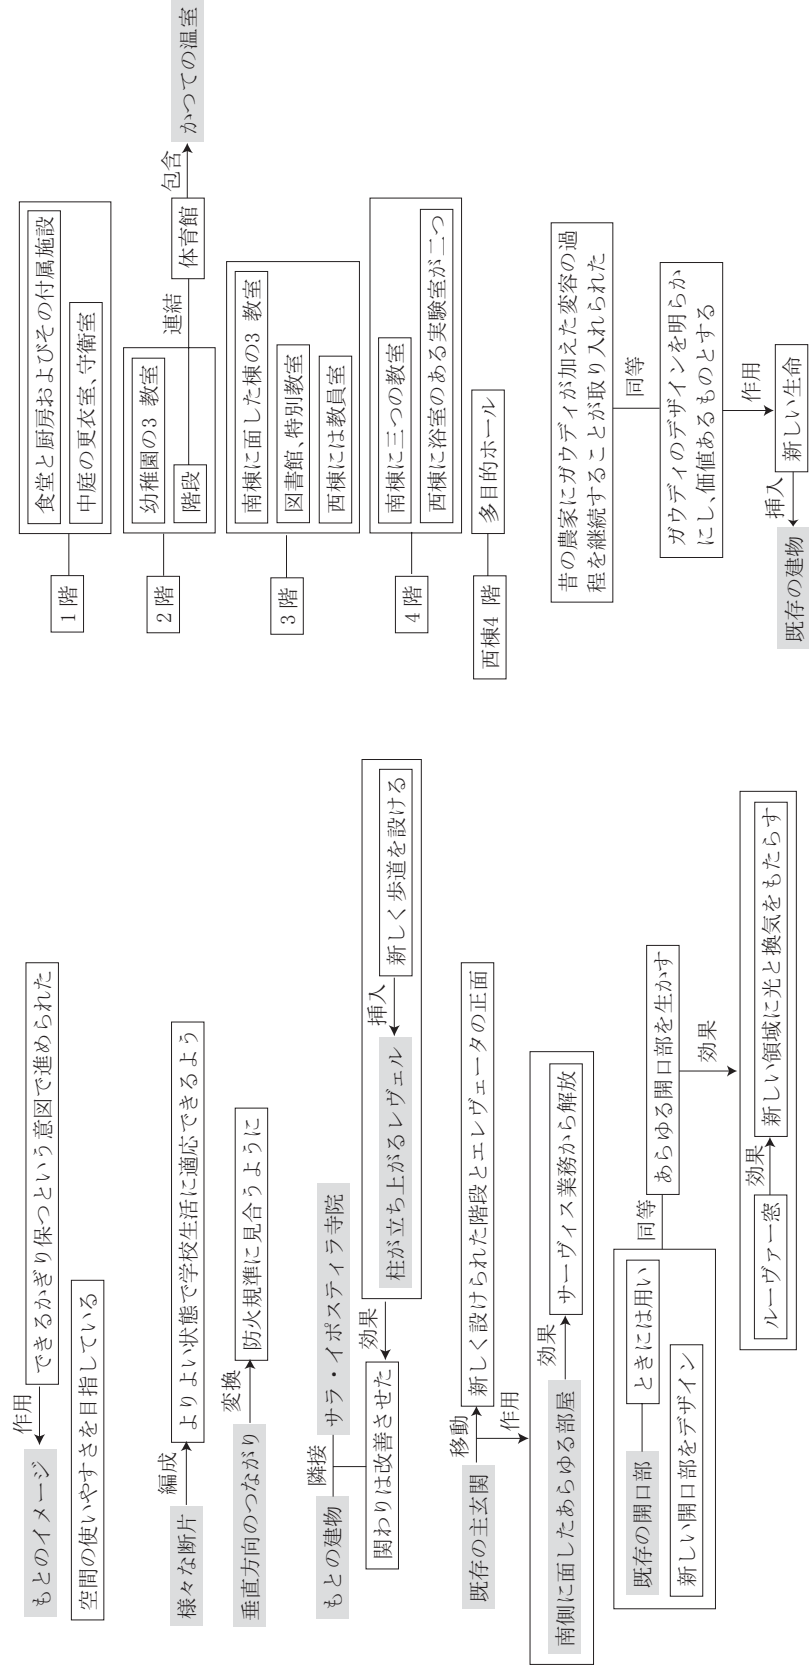 もとのイメージ
作用
できるかぎり保つという意図で進められた
空間の使いやすさを目指している
様々な断片
編成
よりよい状態で学校生活に適応できるよう
垂直方向のつながり
変換
防火規準に見合うように
もとの建物
隣接
サラ・イポスティラ寺院
関わりは改善させた
効果
柱が立ち上がるレヴェル
挿入
新しく歩道を設ける
既存の主玄関
移動
新しく設けられた階段とエレヴェータの正面
作用
南側に面したあらゆる部屋
効果
サーヴィス業務から解放
既存の開口部
ときには用い
新しい開口部をデザイン
同等
あらゆる開口部を生かす
効果
ルーヴァー窓
効果
新しい領域に光と換気をもたらす
1階
食堂と厨房およびその付属施設
中庭の更衣室、守衛室
2階
幼稚園の3 教室
階段
連結
体育館
包含
かつての温室
3階
南棟に面した棟の3 教室
図書館、特別教室
西棟には教員室
4階
南棟に三つの教室
西棟に浴室のある実験室が二つ
西棟4 階
多目的ホール
昔の農家にガウディが加えた変容の過
程を継続することが取り入れられた
同等
ガウディのデザインを明らか
にし、価値あるものとする
作用
新しい生命
挿入
既存の建物